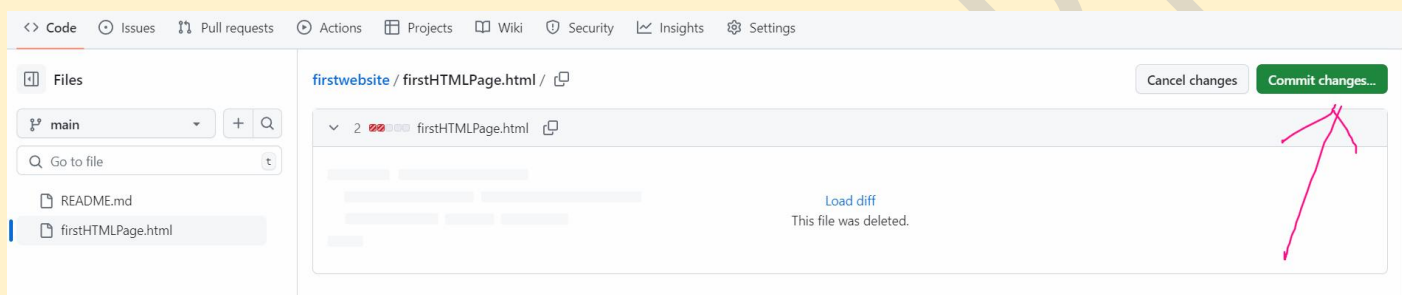 <> Code Issues Pull requests Actions Projects Wiki Security Insights Settings
Files
firstwebsite / firstHTMLPage.html /
Cancel changes
Commit changes...
main
2 firstHTMLPage.html
Go to file t
README.md
firstHTMLPage.html
Load diff
This file was deleted.